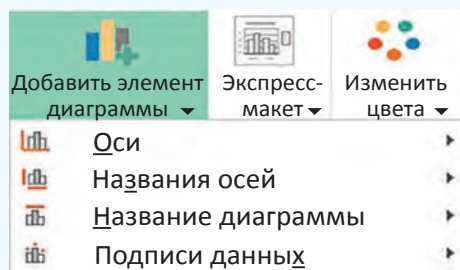 Добавить элемент диаграммы
Экспресс-макет
Изменить цвета
Оси
Названия осей
Название диаграммы
Подписи данных